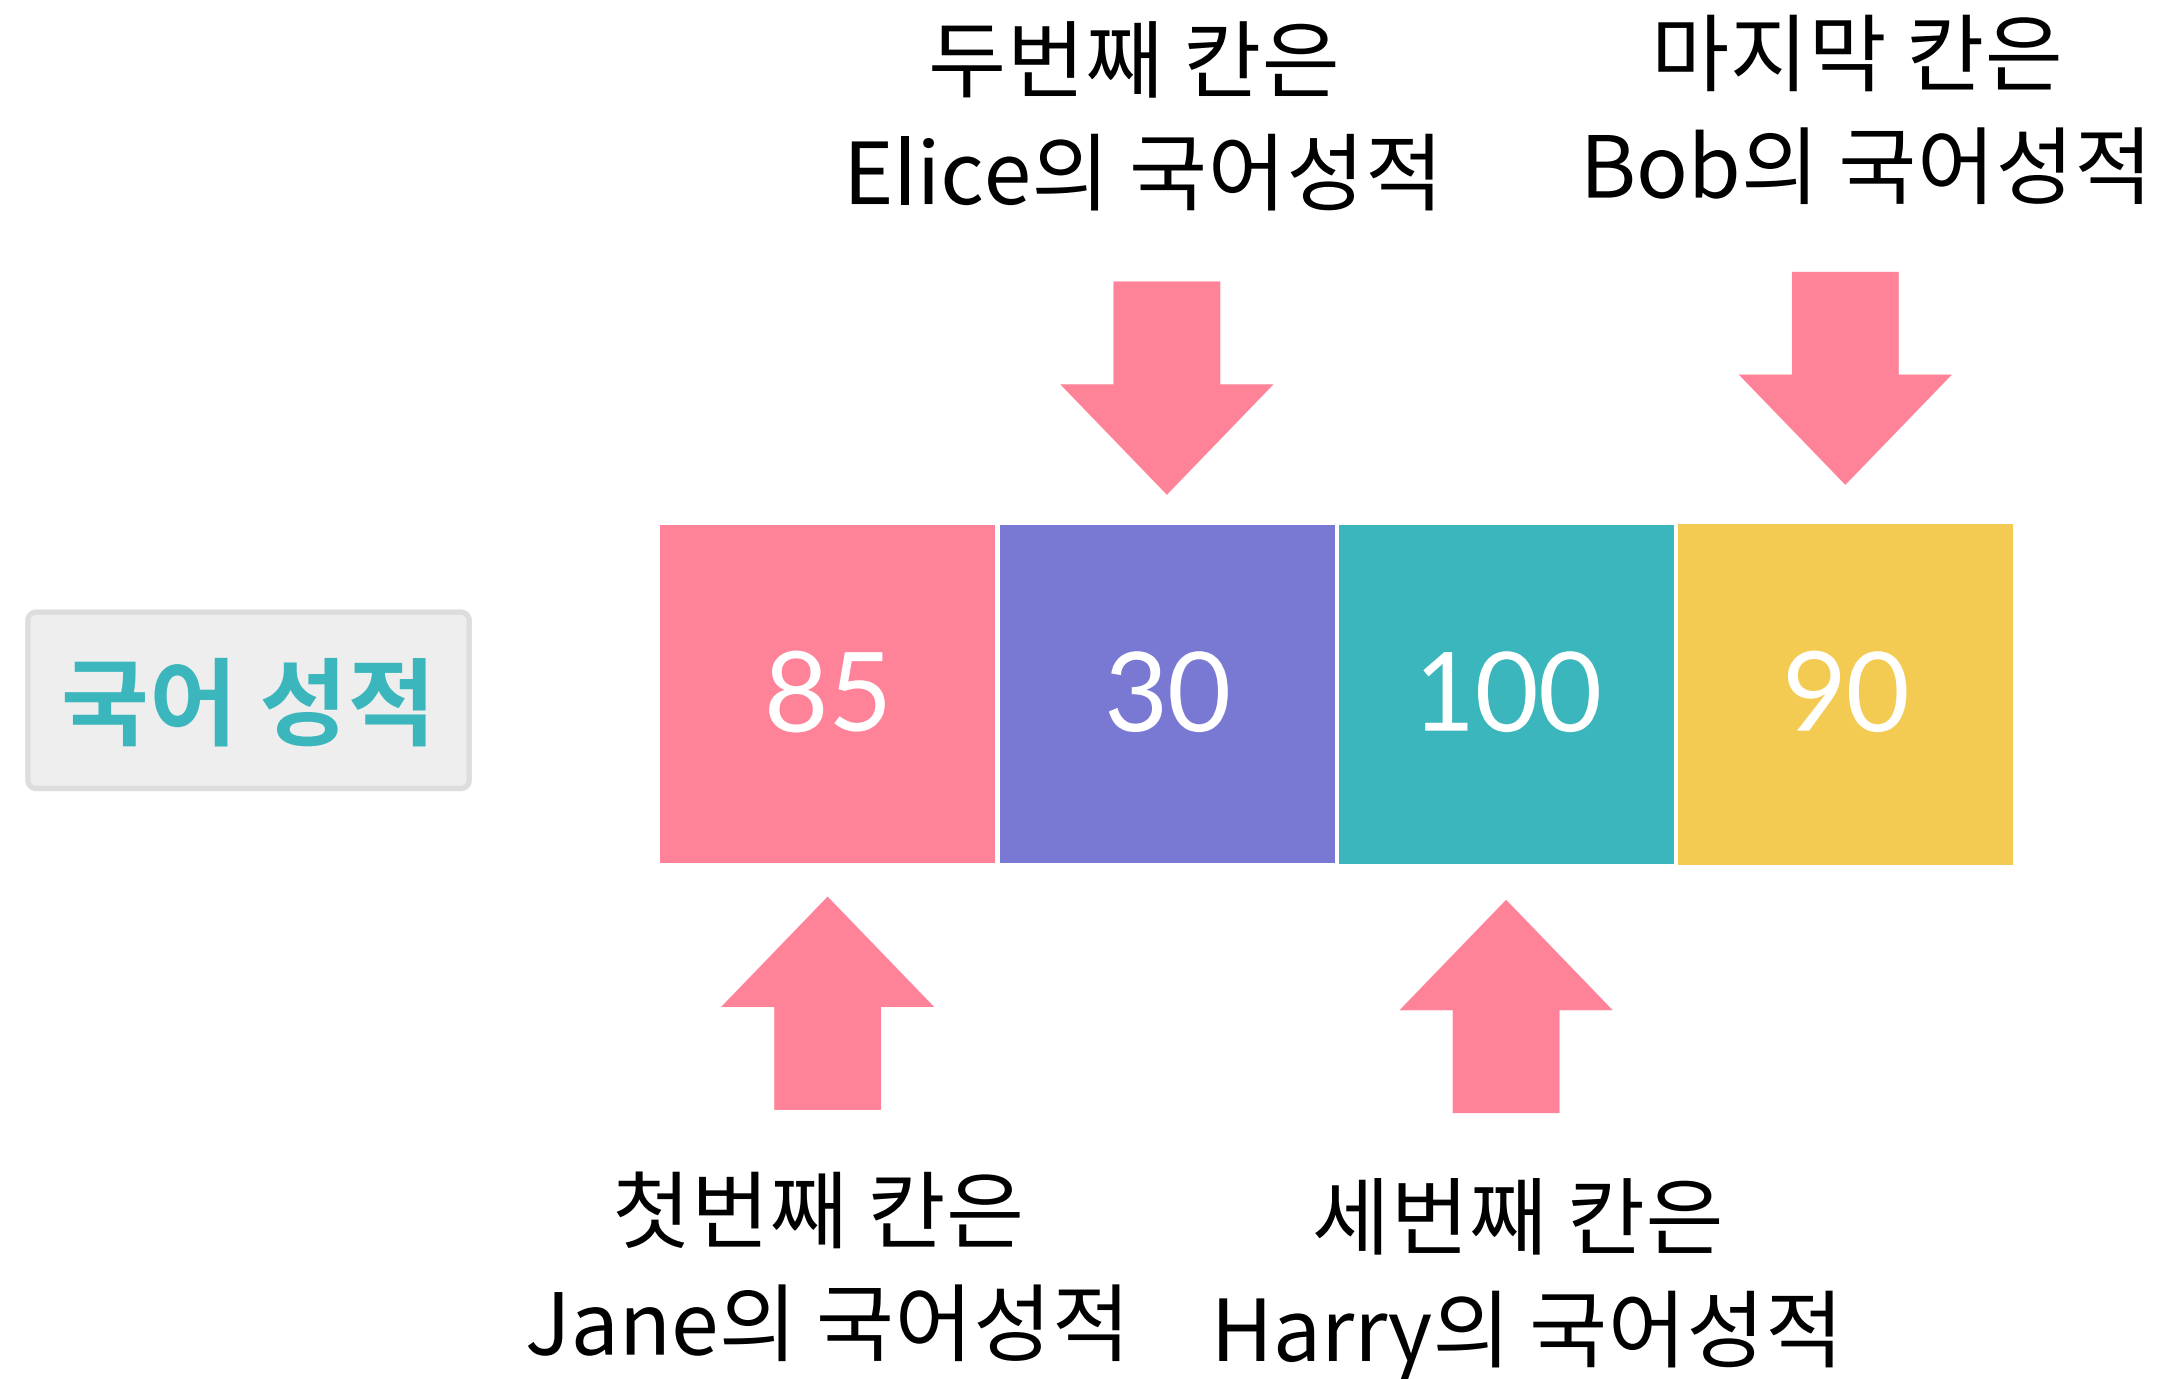 두번째 칸은
Elice의 국어성적
마지막 칸은
Bob의 국어성적
국어 성적
85
30
100
90
첫번째 칸은
Jane의 국어성적
세번째 칸은
Harry의 국어성적